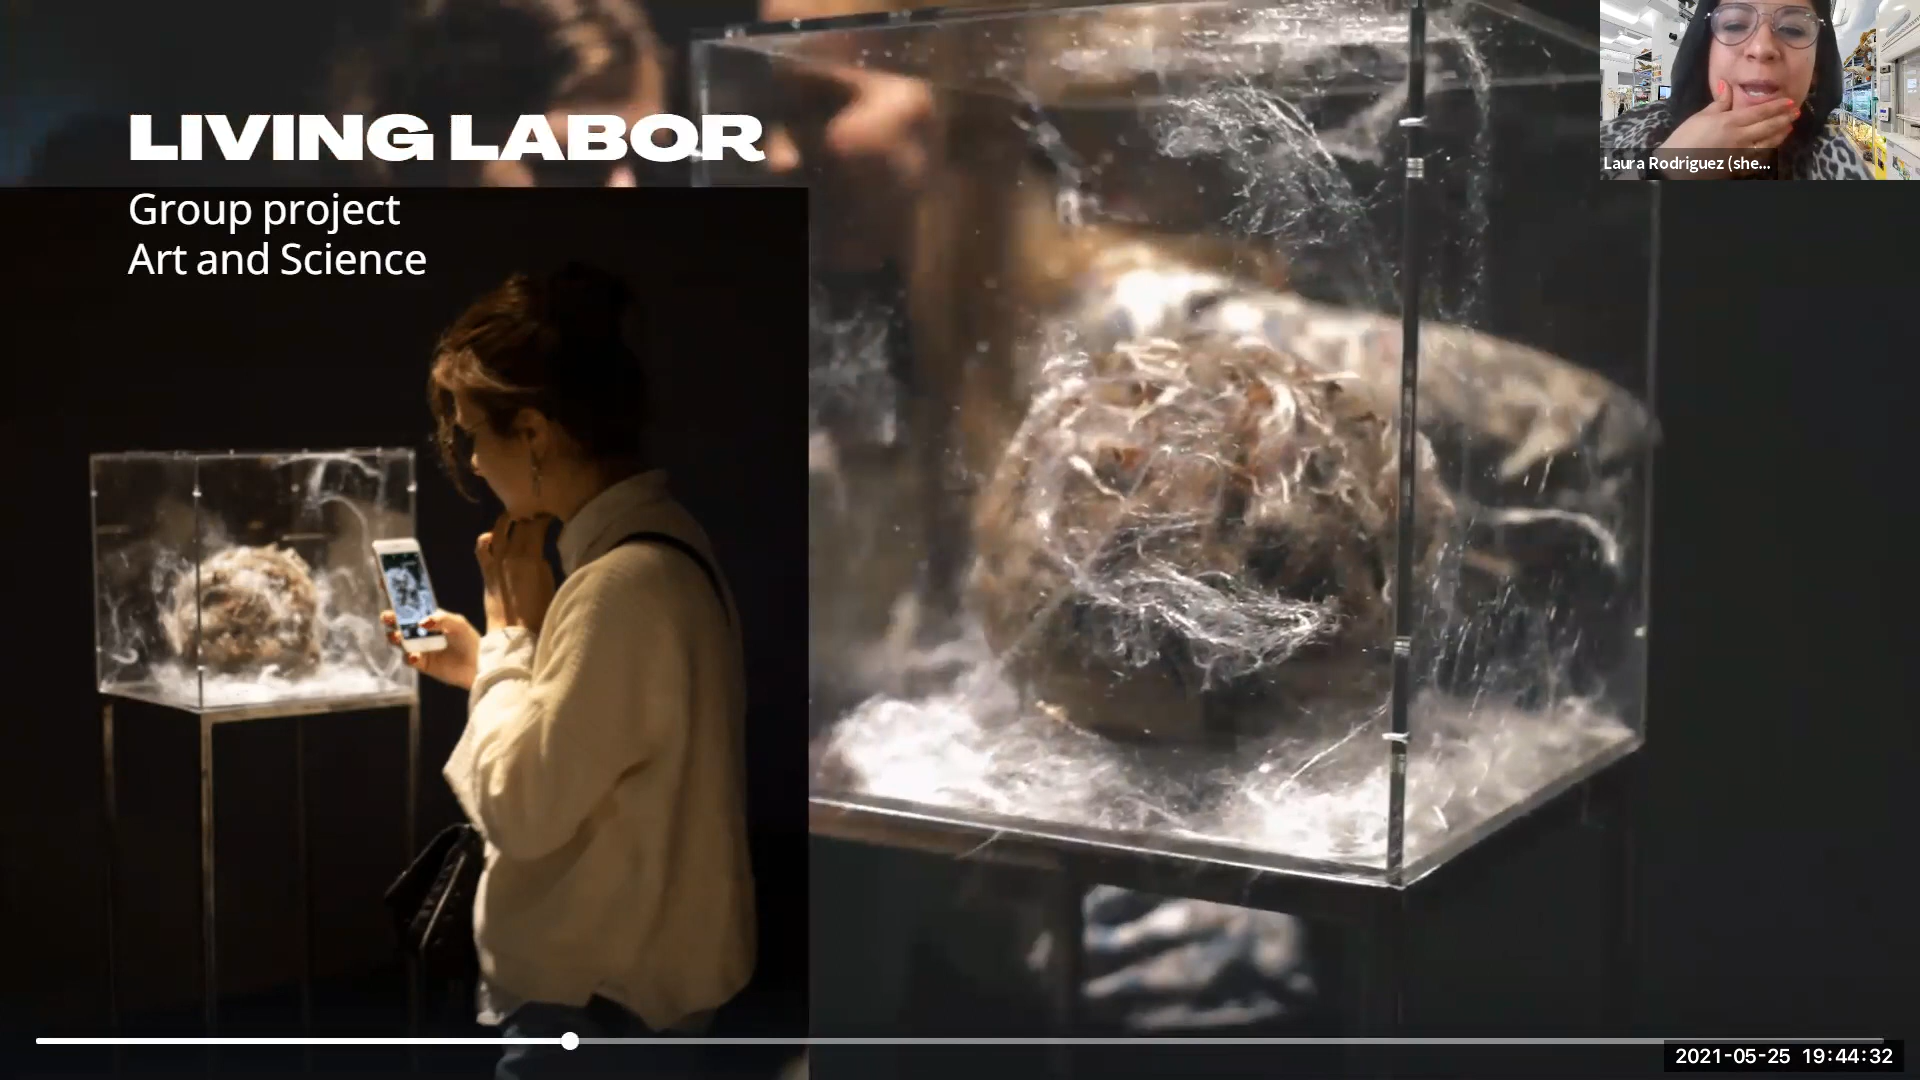 LIVING LABOR
Group project
Art and Science
Laura Rodriguez (she...
2021-05-25 19:44:32